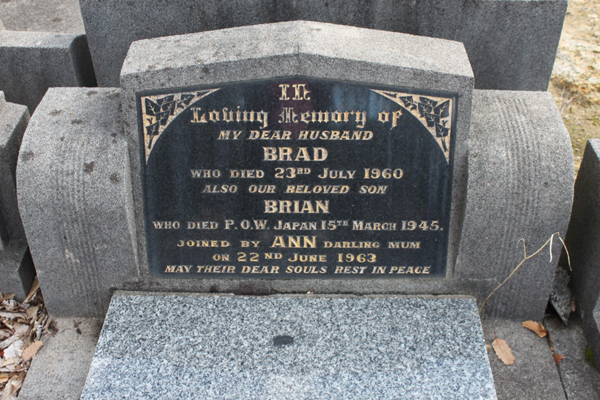 In
Loving Memory of
MY DEAR HUSBAND
BRAD
WHO DIED 23RD JULY 1960
ALSO OUR BELOVED SON
BRIAN
WHO DIED P.O.W. JAPAN 15TH MARCH 1945.
JOINED BY ANN DARLING MUM
ON 22ND JUNE 1963
MAY THEIR DEAR SOULS REST IN PEACE